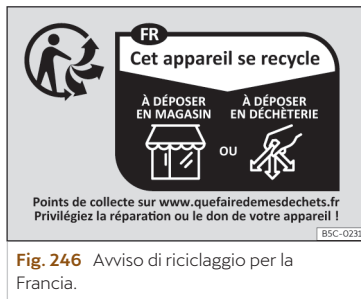 FR
Cet appareil se recycle
À DÉPOSER
EN MAGASIN
OU
À DÉPOSER
EN DÉCHÈTERIE
Points de collecte sur www.quefairedemesdechets.fr
Privilégiez la réparation ou le don de votre appareil !
B5C-0231
Fig. 246 Avviso di riciclaggio per la
Francia.